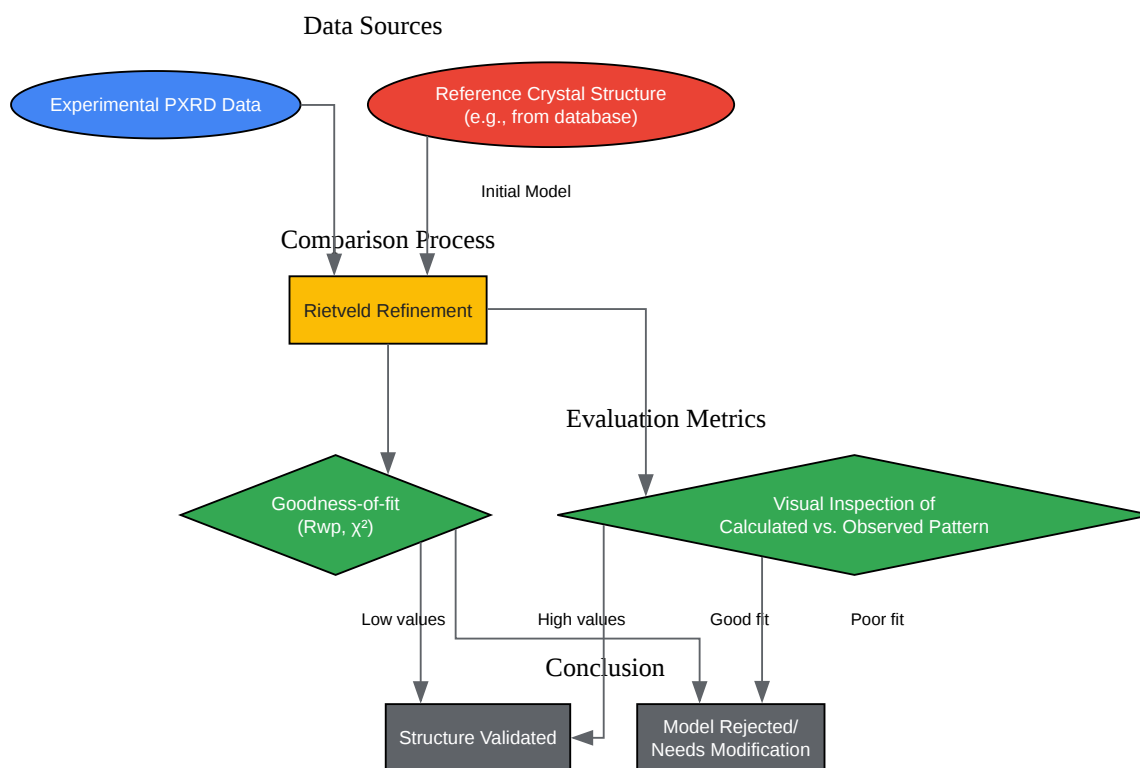 Data Sources
Experimental PXRD Data
Reference Crystal Structure
(e.g., from database)
Initial Model
Comparison Process
Rietveld Refinement
Evaluation Metrics
Goodness-of-fit
(Rwp, χ²)
Visual Inspection of
Calculated vs. Observed Pattern
Low values
High values
Good fit
Poor fit
Conclusion
Structure Validated
Model Rejected/
Needs Modification